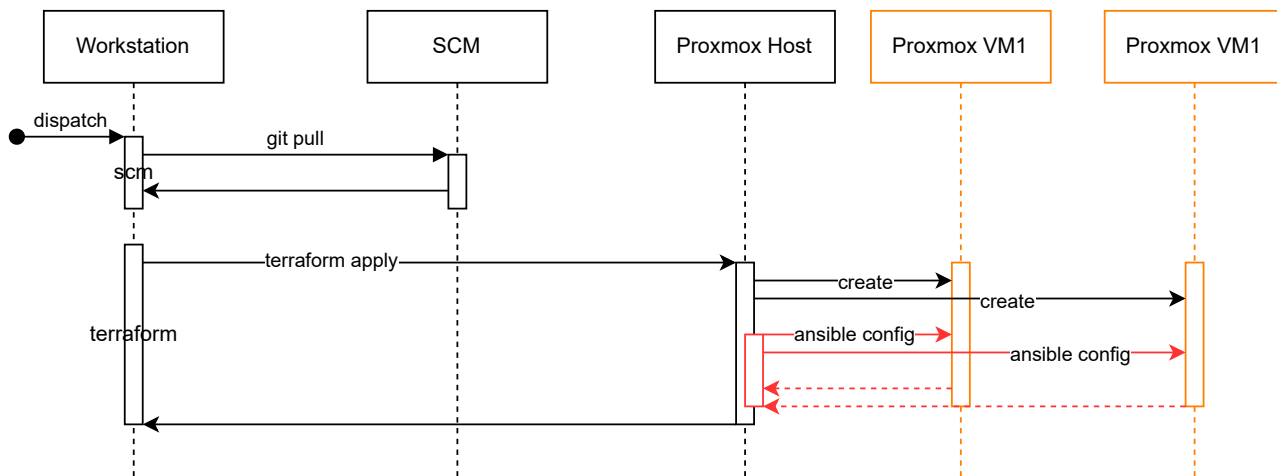 Workstation
SCM
Proxmox Host
Proxmox VM1
Proxmox VM1
dispatch
git pull
scm
terraform apply
create
create
terraform
ansible config
ansible config